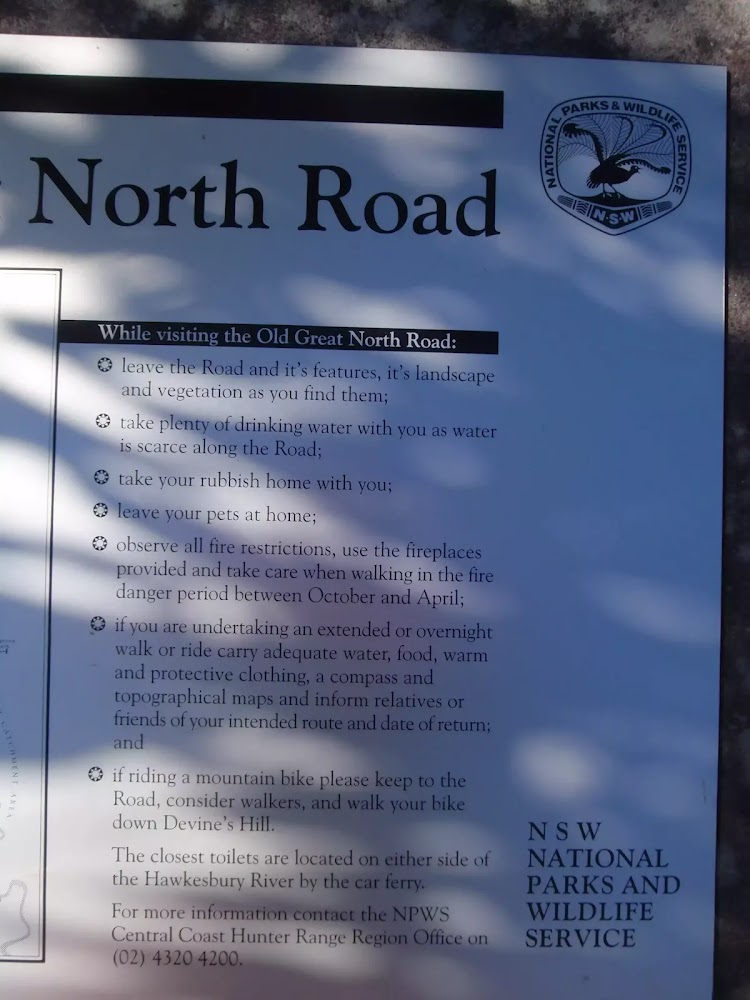 North Road
NATIONAL PARKS & WILDLIFE SERVICE
N·S·W
While visiting the Old Great North Road:
leave the Road and it's features, it's landscape
and vegetation as you find them;
take plenty of drinking water with you as water
is scarce along the Road;
take your rubbish home with you;
leave your pets at home;
observe all fire restrictions, use the fireplaces
provided and take care when walking in the fire
danger period between October and April;
if you are undertaking an extended or overnight
walk or ride carry adequate water, food, warm
and protective clothing, a compass and
topographical maps and inform relatives or
friends of your intended route and date of return;
and
if riding a mountain bike please keep to the
Road, consider walkers, and walk your bike
down Devine's Hill.
The closest toilets are located on either side of
the Hawkesbury River by the car ferry.
For more information contact the NPWS
Central Coast Hunter Range Region Office on
(02) 4320 4200.
CATCHMENT AREA
N S W
NATIONAL
PARKS AND
WILDLIFE
SERVICE